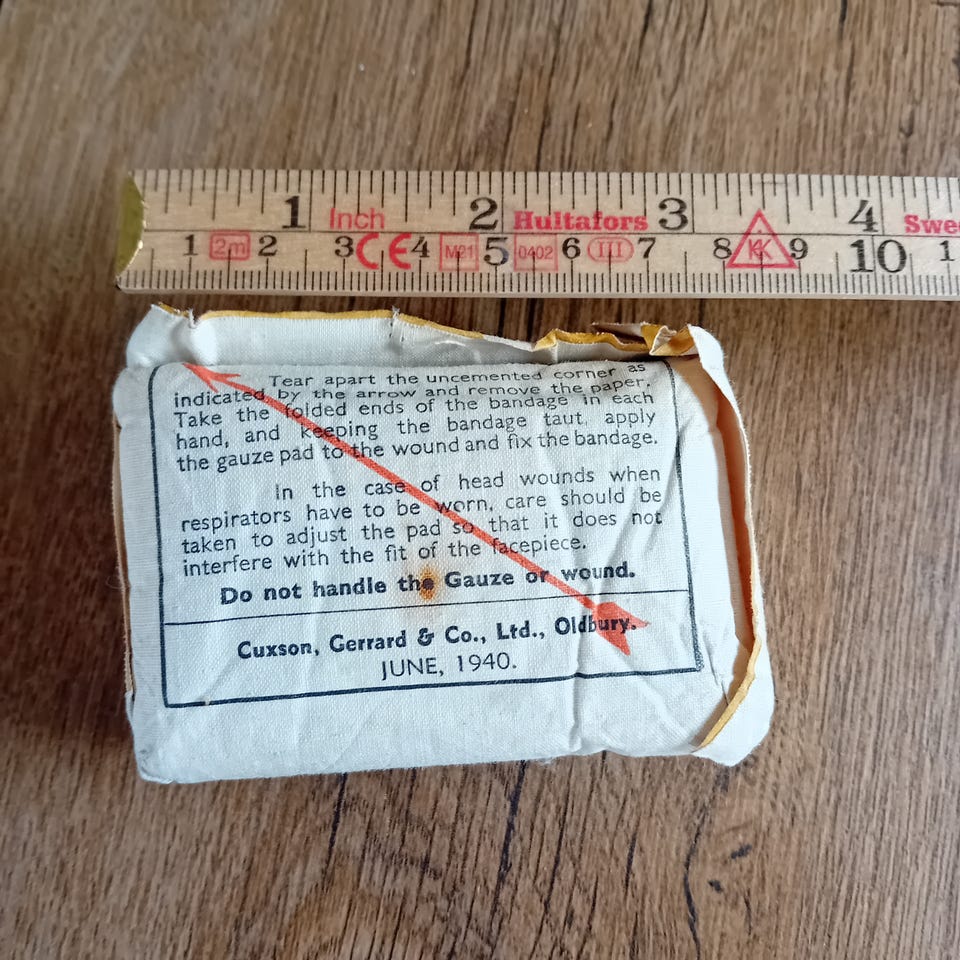 1 Inch 2 Hultafors 3 4 Swe
1 2m 2 3 CE 4 M21 5 0402 6 III 7 8 KK 9 10 1
Tear apart the uncemented corner as
indicated by the arrow and remove the paper.
Take the folded ends of the bandage in each
hand, and keeping the bandage taut, apply
the gauze pad to the wound and fix the bandage.
In the case of head wounds when
respirators have to be worn, care should be
taken to adjust the pad so that it does not
interfere with the fit of the facepiece.
Do not handle the Gauze or wound.
Cuxson, Gerrard & Co., Ltd., Oldbury.
JUNE, 1940.